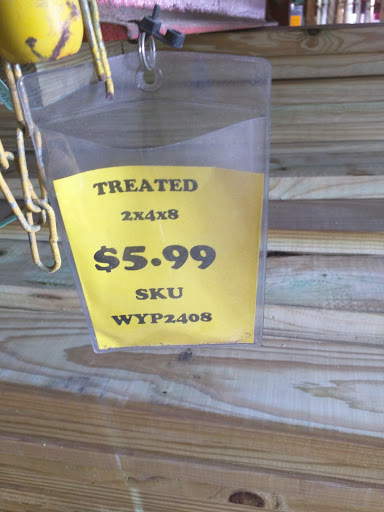 TREATED
2x4x8
$5.99
SKU
WYP2408